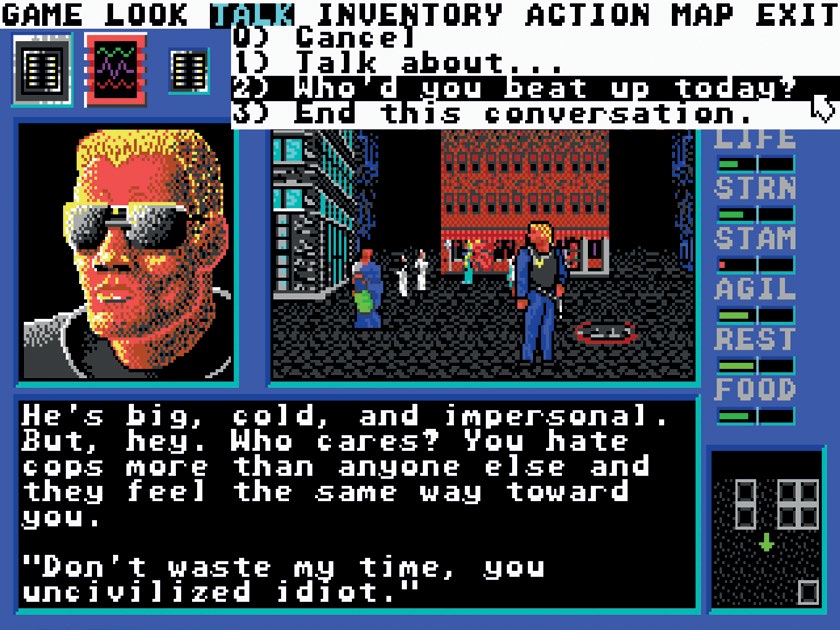 GAME LOOK TALK INVENTORY ACTION MAP EXIT
0) Cancel
1) Talk about...
2) Who'd you beat up today?
3) End this conversation.
LIFE
STRN
STAM
AGIL
REST
FOOD
He's big, cold, and impersonal.
But, hey. Who cares? You hate
cops more than anyone else and
they feel the same way toward
you.
"Don't waste my time, you
uncivilized idiot."